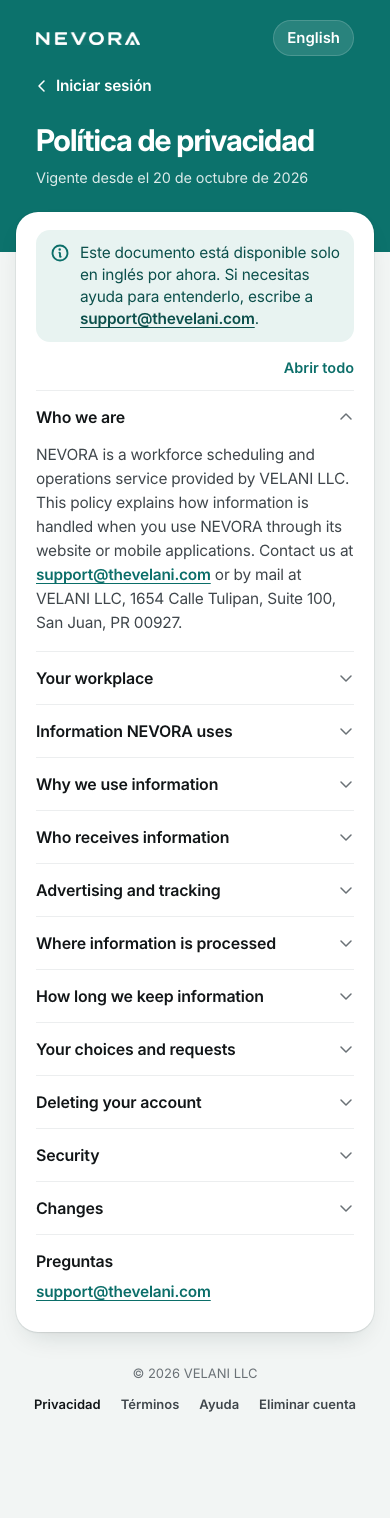 NEVORA
English
Iniciar sesión
Política de privacidad
Vigente desde el 20 de octubre de 2026
Este documento está disponible solo
en inglés por ahora. Si necesitas
ayuda para entenderlo, escribe a
support@thevelani.com.
Abrir todo
Who we are
NEVORA is a workforce scheduling and
operations service provided by VELANI LLC.
This policy explains how information is
handled when you use NEVORA through its
website or mobile applications. Contact us at
support@thevelani.com or by mail at
VELANI LLC, 1654 Calle Tulipan, Suite 100,
San Juan, PR 00927.
Your workplace
Information NEVORA uses
Why we use information
Who receives information
Advertising and tracking
Where information is processed
How long we keep information
Your choices and requests
Deleting your account
Security
Changes
Preguntas
support@thevelani.com
© 2026 VELANI LLC
Privacidad Términos Ayuda Eliminar cuenta